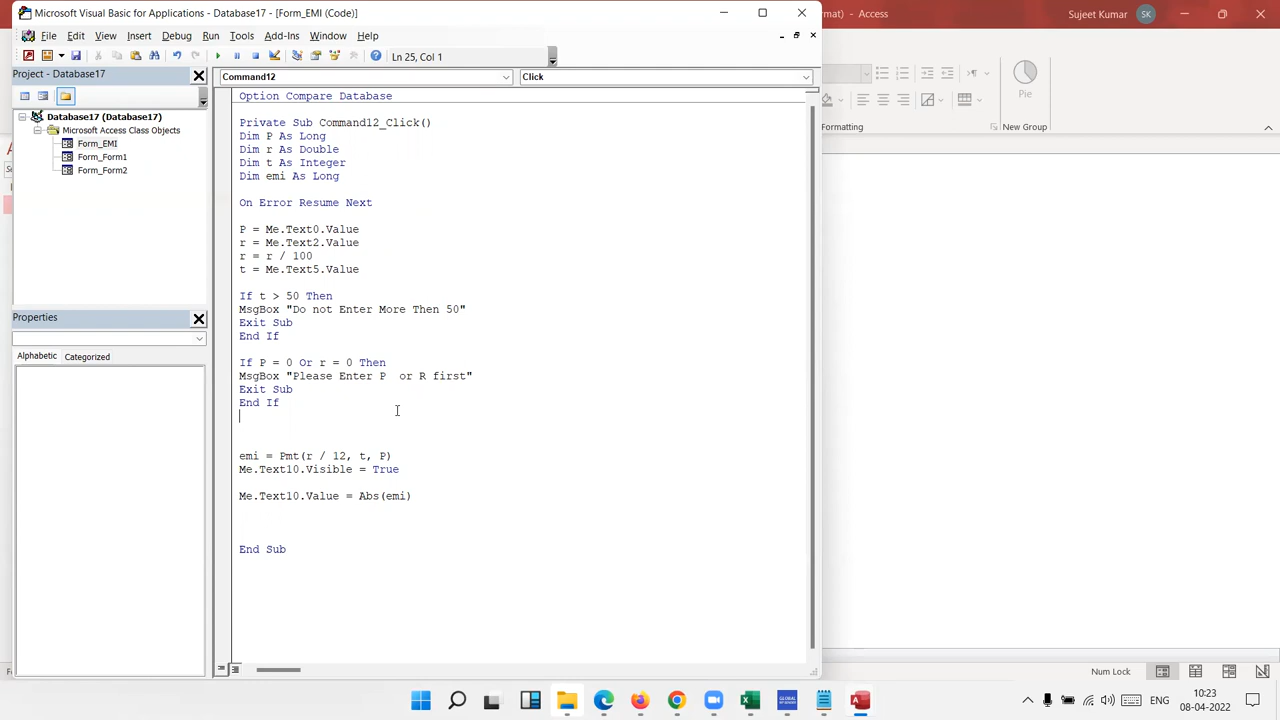 Microsoft Visual Basic for Applications - Database17 - [Form_EMI (Code)]
mat) - Access
Sujeet Kumar
SK
File Edit View Insert Debug Run Tools Add-Ins Window Help
Ln 25, Col 1
Project - Database17
Command12
Click
Database17 (Database17)
Microsoft Access Class Objects
Form_EMI
Form_Form1
Form_Form2
Option Compare Database
Private Sub Command12_Click()
Dim P As Long
Dim r As Double
Dim t As Integer
Dim emi As Long
On Error Resume Next
P = Me.Text0.Value
r = Me.Text2.Value
r = r / 100
t = Me.Text5.Value
If t > 50 Then
MsgBox "Do not Enter More Then 50"
Exit Sub
End If
If P = 0 Or r = 0 Then
MsgBox "Please Enter P  or R first"
Exit Sub
End If
emi = Pmt(r / 12, t, P)
Me.Text10.Visible = True
Me.Text10.Value = Abs(emi)
End Sub
Properties
Alphabetic Categorized
Pie
Formatting
New Group
Num Lock
ENG
10:23
08-04-2022